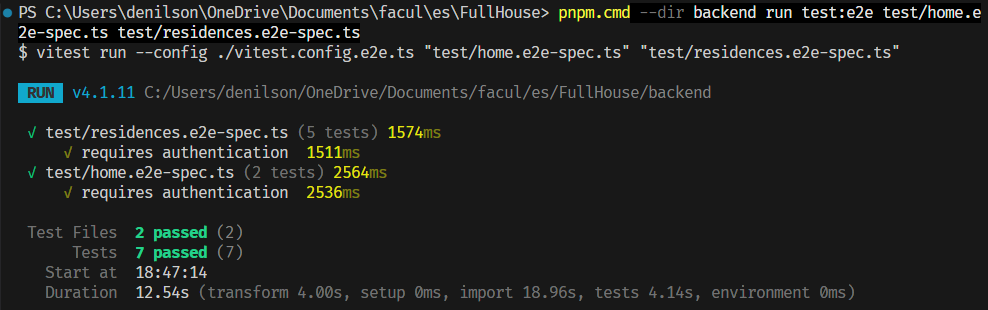 PS C:\Users\denilson\OneDrive\Documents\facul\es\FullHouse> pnpm.cmd --dir backend run test:e2e test/home.e
2e-spec.ts test/residences.e2e-spec.ts
$ vitest run --config ./vitest.config.e2e.ts "test/home.e2e-spec.ts" "test/residences.e2e-spec.ts"
RUN v4.1.11 C:/Users/denilson/OneDrive/Documents/facul/es/FullHouse/backend
√ test/residences.e2e-spec.ts (5 tests) 1574ms
√ requires authentication 1511ms
√ test/home.e2e-spec.ts (2 tests) 2564ms
√ requires authentication 2536ms
Test Files 2 passed (2)
Tests 7 passed (7)
Start at 18:47:14
Duration 12.54s (transform 4.00s, setup 0ms, import 18.96s, tests 4.14s, environment 0ms)